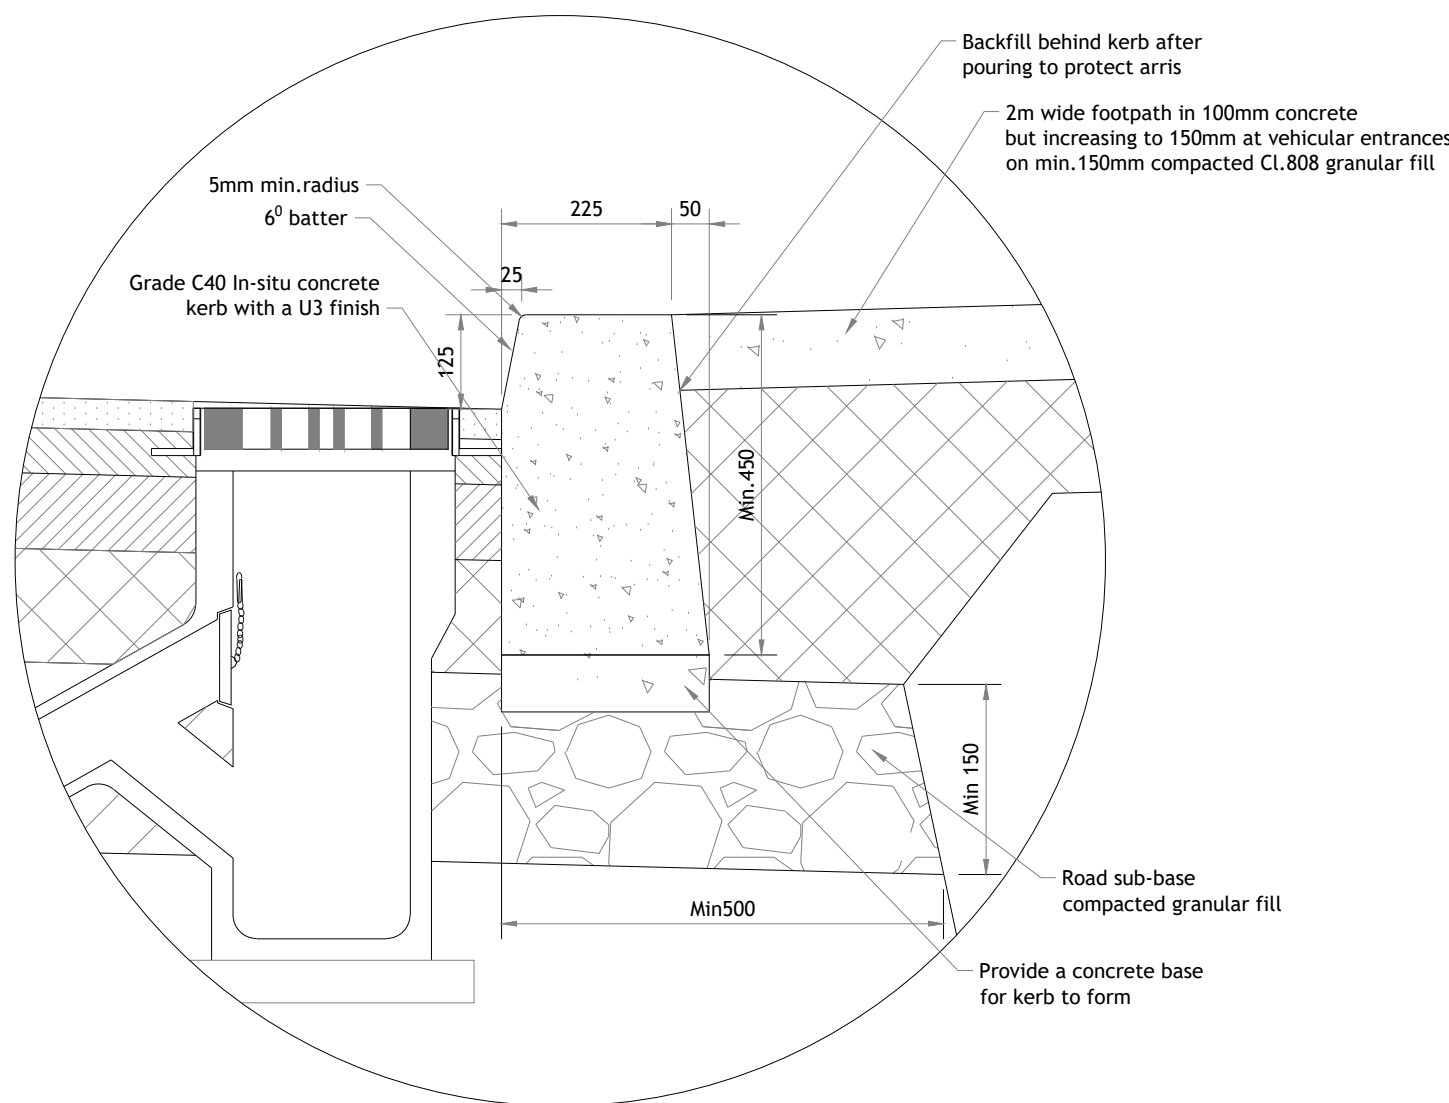 Backfill behind kerb after
pouring to protect arris
2m wide footpath in 100mm concrete
but increasing to 150mm at vehicular entrances
on min.150mm compacted Cl.808 granular fill
5mm min.radius
6⁰ batter
Grade C40 In-situ concrete
kerb with a U3 finish
225
50
25
125
Min.450
Min 150
Min500
Road sub-base
compacted granular fill
Provide a concrete base
for kerb to form